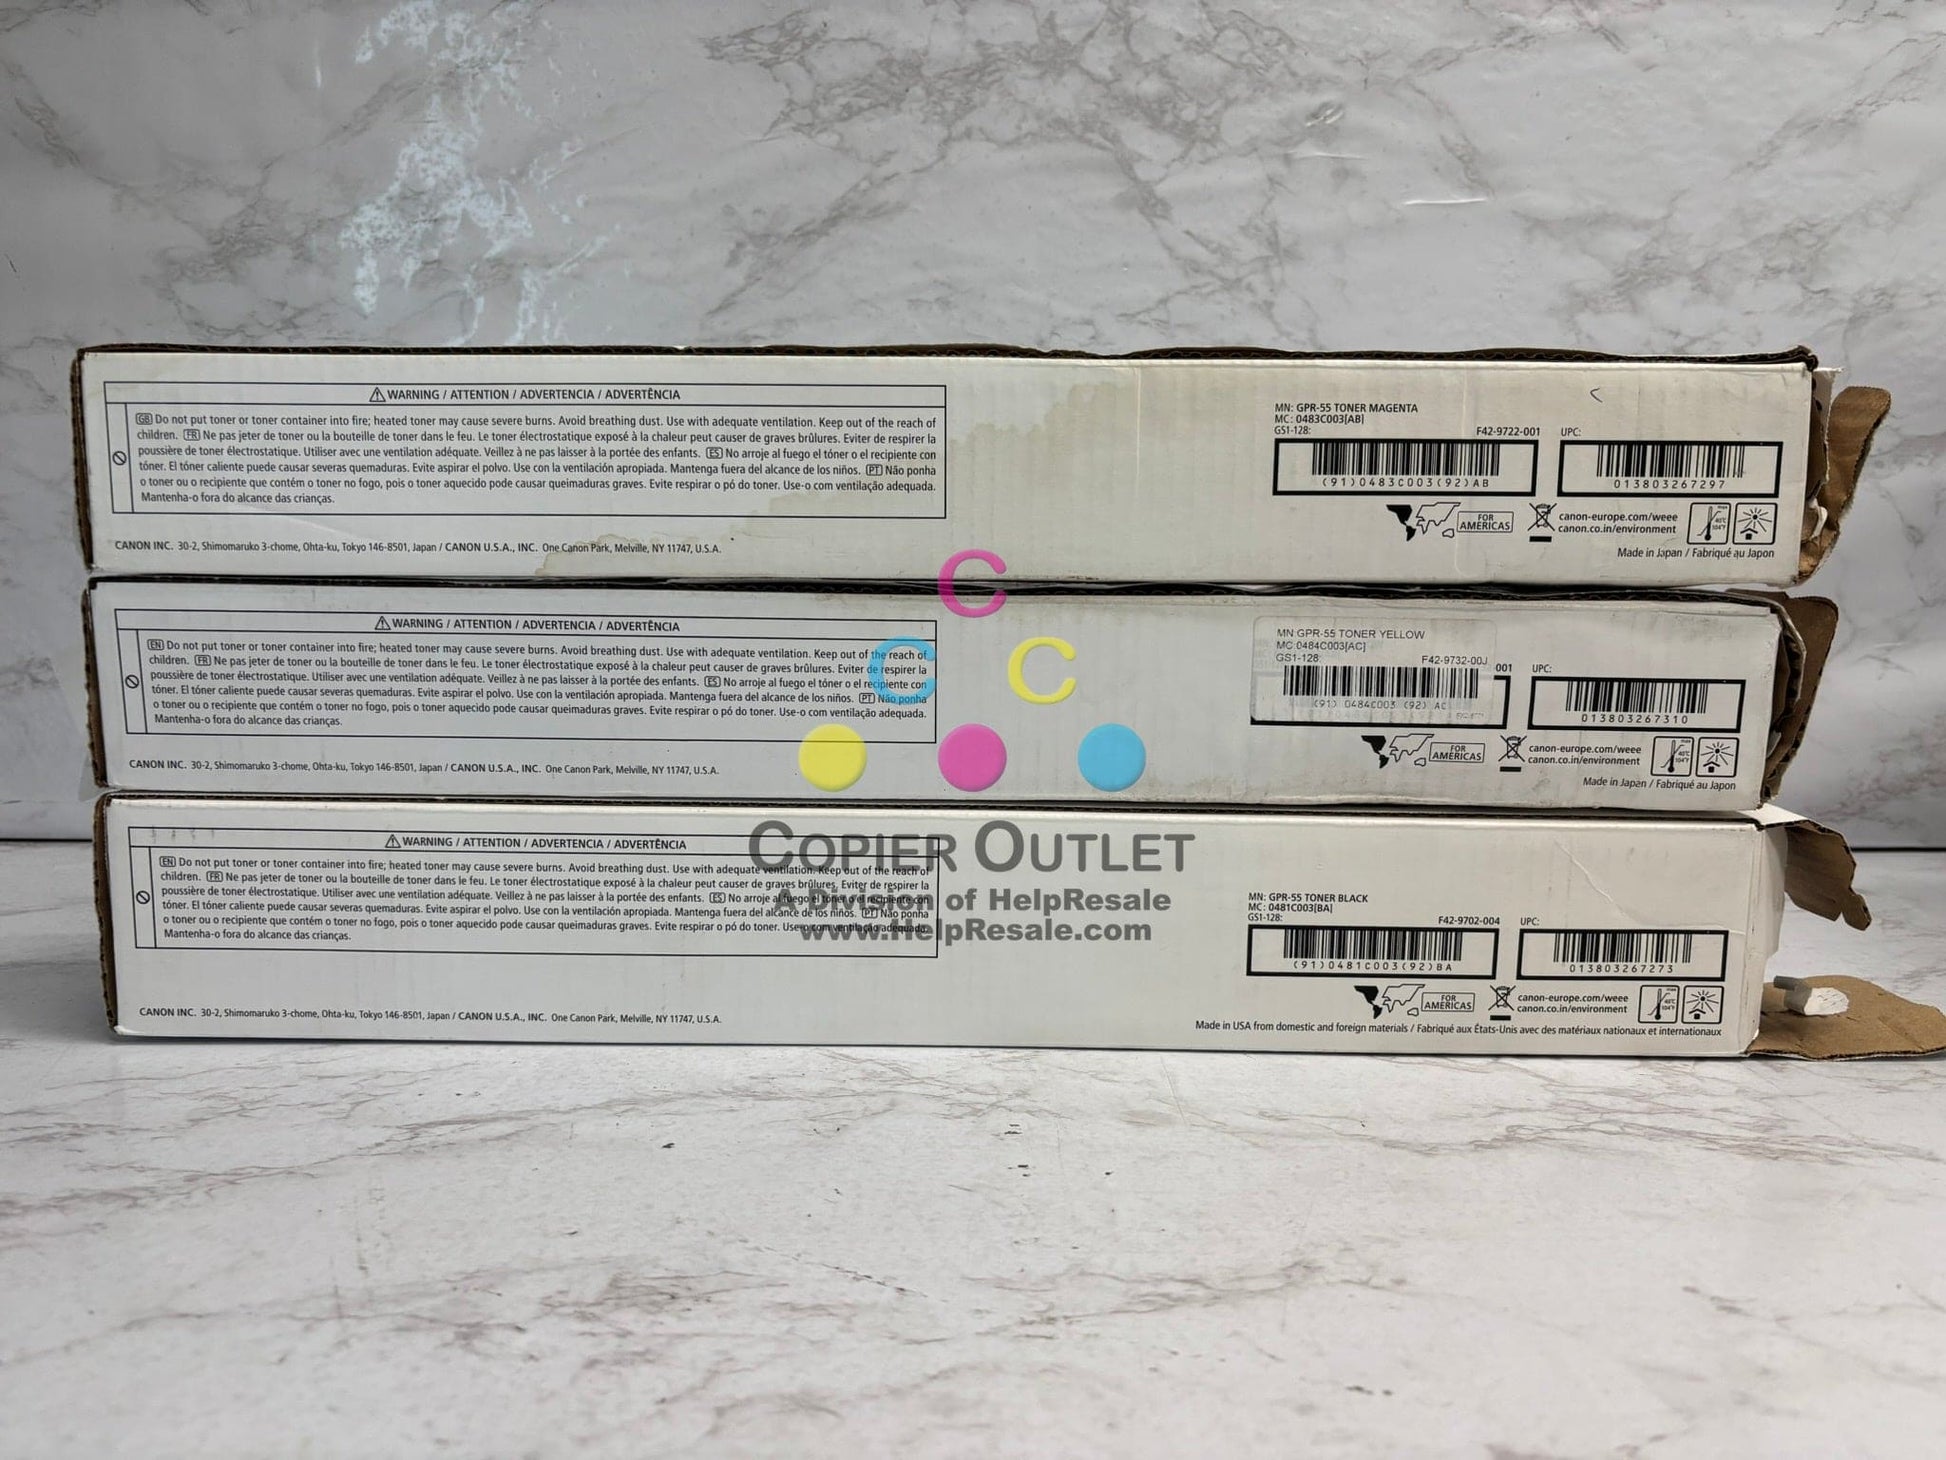 WARNING / ATTENTION / ADVERTENCIA / ADVERTÊNCIA
GB Do not put toner or toner container into fire; heated toner may cause severe burns. Avoid breathing dust. Use with adequate ventilation. Keep out of the reach of
children. FR Ne pas jeter de toner ou la bouteille de toner dans le feu. Le toner électrostatique exposé à la chaleur peut causer de graves brûlures. Eviter de respirer la
poussière de toner électrostatique. Utiliser avec une ventilation adéquate. Veillez à ne pas laisser à la portée des enfants. ES No arroje al fuego el tóner o el recipiente con
tóner. El tóner caliente puede causar severas quemaduras. Evite aspirar el polvo. Use con la ventilación apropiada. Mantenga fuera del alcance de los niños. PT Não ponha
o toner ou o recipiente que contém o toner no fogo, pois o toner aquecido pode causar queimaduras graves. Evite respirar o pó do toner. Use-o com ventilação adequada.
Mantenha-o fora do alcance das crianças.
CANON INC. 30-2, Shimomaruko 3-chome, Ohta-ku, Tokyo 146-8501, Japan / CANON U.S.A., INC. One Canon Park, Melville, NY 11747, U.S.A.
MN: GPR-55 TONER MAGENTA
MC: 0483C003[AB]
GS1-128: F42-9722-001 UPC:
(91)0483C003(92)AB 013803267297
FOR AMERICAS
canon-europe.com/weee
canon.co.in/environment
max 40°C 104°F
Made in Japan / Fabriqué au Japon
WARNING / ATTENTION / ADVERTENCIA / ADVERTÊNCIA
EN Do not put toner or toner container into fire; heated toner may cause severe burns. Avoid breathing dust. Use with adequate ventilation. Keep out of the reach of
children. FR Ne pas jeter de toner ou la bouteille de toner dans le feu. Le toner électrostatique exposé à la chaleur peut causer de graves brûlures. Eviter de respirer la
poussière de toner électrostatique. Utiliser avec une ventilation adéquate. Veillez à ne pas laisser à la portée des enfants. ES No arroje al fuego el tóner o el recipiente con
tóner. El tóner caliente puede causar severas quemaduras. Evite aspirar el polvo. Use con la ventilación apropiada. Mantenga fuera del alcance de los niños. PT Não ponha
o toner ou o recipiente que contém o toner no fogo, pois o toner aquecido pode causar queimaduras graves. Evite respirar o pó do toner. Use-o com ventilação adequada.
Mantenha-o fora do alcance das crianças.
CANON INC. 30-2, Shimomaruko 3-chome, Ohta-ku, Tokyo 146-8501, Japan / CANON U.S.A., INC. One Canon Park, Melville, NY 11747, U.S.A.
MN:GPR-55 TONER YELLOW
MC:0484C003[AC]
GS1-128: F42-9732-00J 001 UPC:
(91) 0484C003 (92) AC 013803267310
FOR AMERICAS
canon-europe.com/weee
canon.co.in/environment
max 40°C 104°F
Made in Japan / Fabriqué au Japon
C
C C
COPIER OUTLET
A Division of HelpResale
www.HelpResale.com
WARNING / ATTENTION / ADVERTENCIA / ADVERTÊNCIA
EN Do not put toner or toner container into fire; heated toner may cause severe burns. Avoid breathing dust. Use with adequate ventilation. Keep out of the reach of
children. FR Ne pas jeter de toner ou la bouteille de toner dans le feu. Le toner électrostatique exposé à la chaleur peut causer de graves brûlures. Eviter de respirer la
poussière de toner électrostatique. Utiliser avec une ventilation adéquate. Veillez à ne pas laisser à la portée des enfants. ES No arroje al fuego el tóner o el recipiente con
tóner. El tóner caliente puede causar severas quemaduras. Evite aspirar el polvo. Use con la ventilación apropiada. Mantenga fuera del alcance de los niños. PT Não ponha
o toner ou o recipiente que contém o toner no fogo, pois o toner aquecido pode causar queimaduras graves. Evite respirar o pó do toner. Use-o com ventilação adequada.
Mantenha-o fora do alcance das crianças.
CANON INC. 30-2, Shimomaruko 3-chome, Ohta-ku, Tokyo 146-8501, Japan / CANON U.S.A., INC. One Canon Park, Melville, NY 11747, U.S.A.
MN: GPR-55 TONER BLACK
MC: 0481C003[BA]
GS1-128: F42-9702-004 UPC:
(91)0481C003(92)BA 013803267273
FOR AMERICAS
canon-europe.com/weee
canon.co.in/environment
max 40°C 104°F
Made in USA from domestic and foreign materials / Fabriqué aux États-Unis avec des matériaux nationaux et internationaux